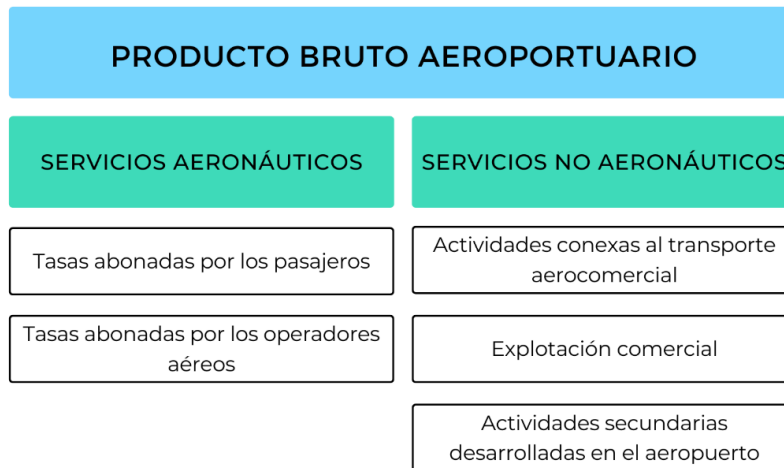 PRODUCTO BRUTO AEROPORTUARIO
SERVICIOS AERONÁUTICOS
SERVICIOS NO AERONÁUTICOS
Tasas abonadas por los pasajeros
Actividades conexas al transporte
aerocomercial
Tasas abonadas por los operadores
aéreos
Explotación comercial
Actividades secundarias
desarrolladas en el aeropuerto